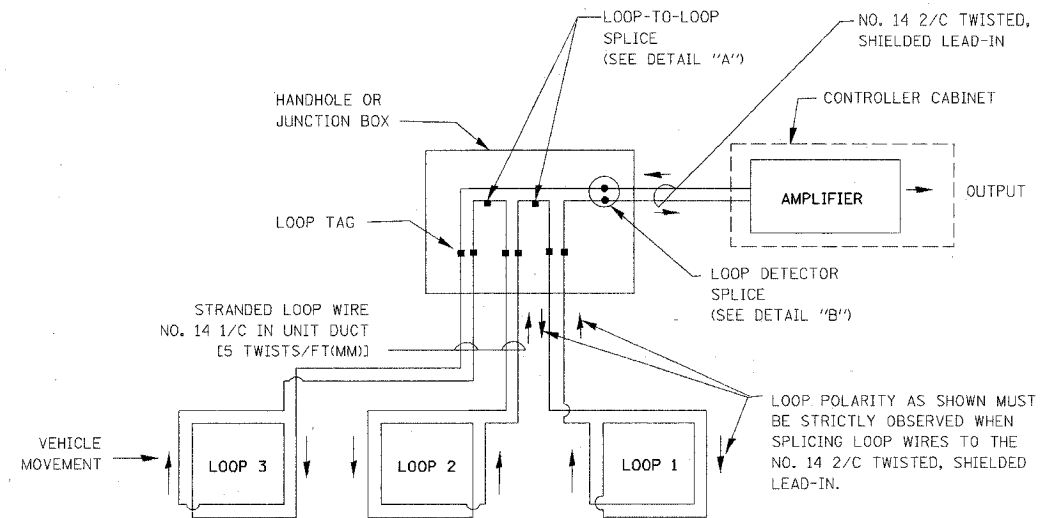 LOOP-TO-LOOP
SPLICE
(SEE DETAIL "A")
NO. 14 2/C TWISTED,
SHIELDED LEAD-IN
HANDHOLE OR
JUNCTION BOX
CONTROLLER CABINET
AMPLIFIER
OUTPUT
LOOP TAG
LOOP DETECTOR
SPLICE
(SEE DETAIL "B")
STRANDED LOOP WIRE
NO. 14 1/C IN UNIT DUCT
[5 TWISTS/FT(MM)]
LOOP POLARITY AS SHOWN MUST
BE STRICTLY OBSERVED WHEN
SPLICING LOOP WIRES TO THE
NO. 14 2/C TWISTED, SHIELDED
LEAD-IN.
VEHICLE
MOVEMENT
LOOP 3
LOOP 2
LOOP 1